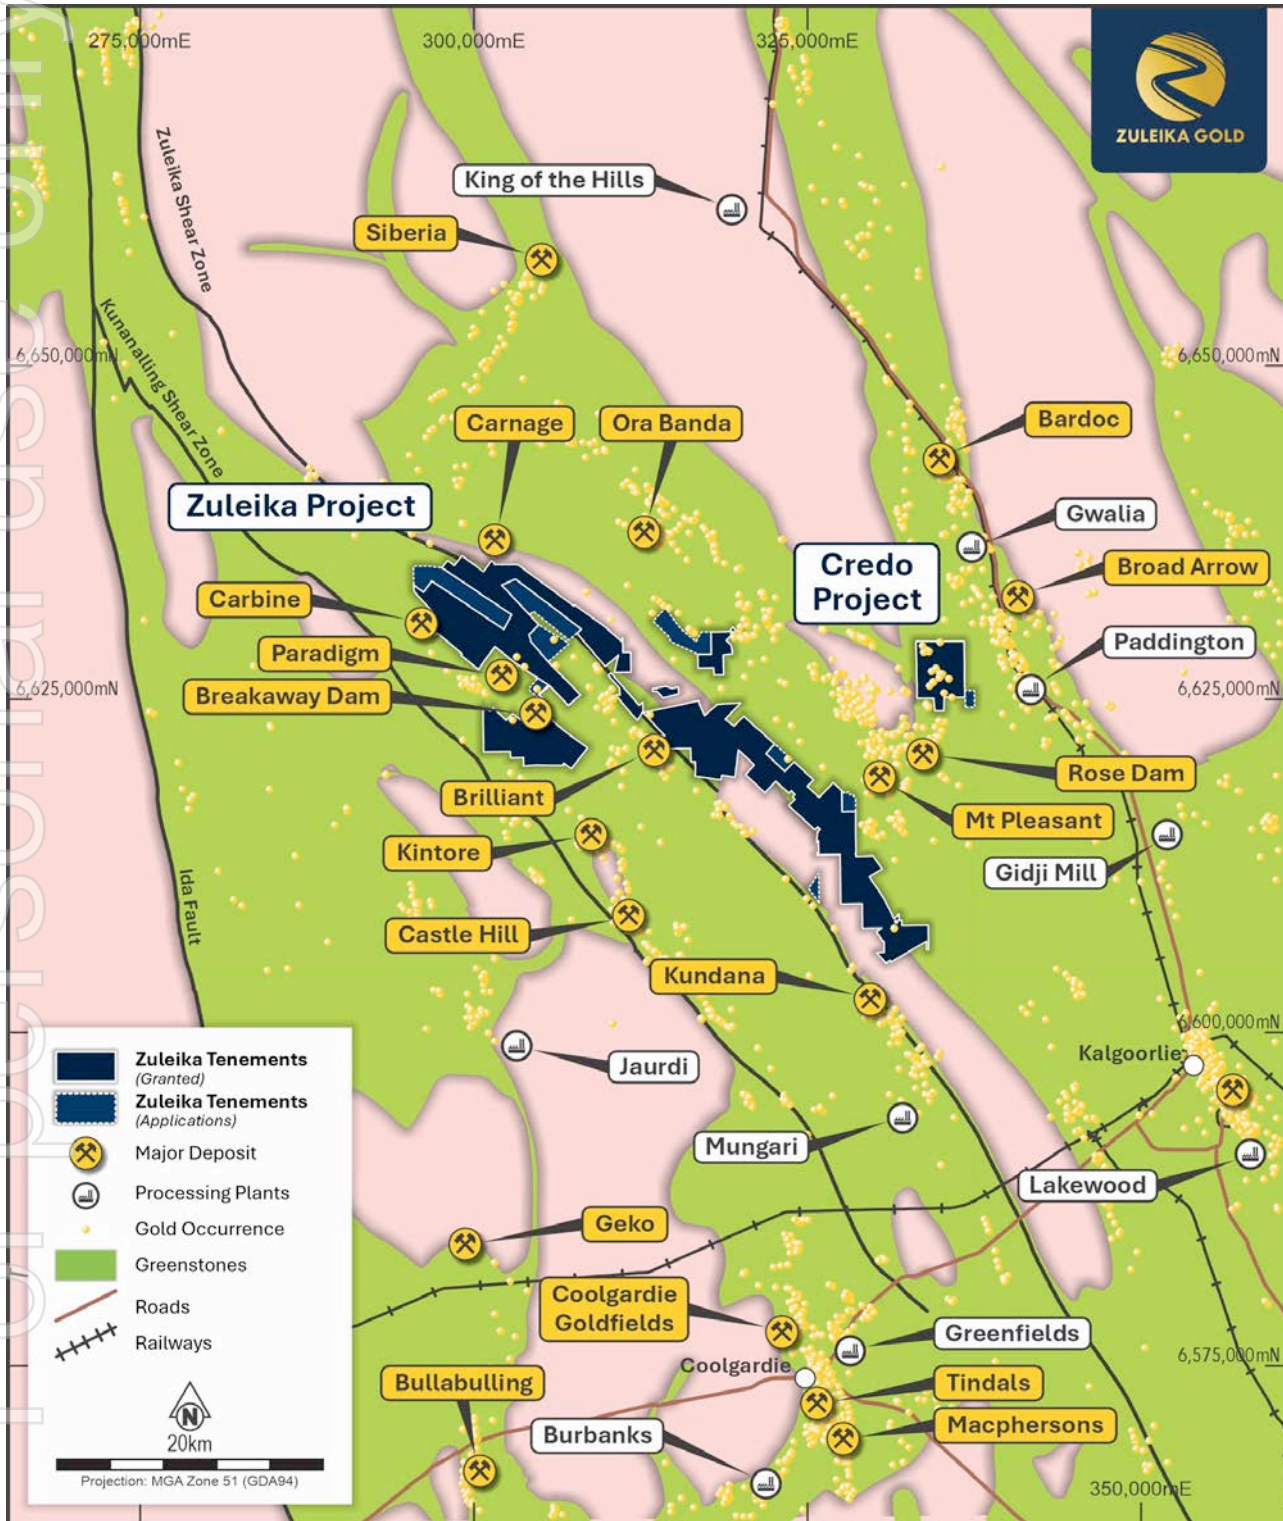 For personal use only
275,000mE
300,000mE
325,000mE
ZULEIKA GOLD
Zuleika Shear Zone
King of the Hills
Siberia
Kunanalling Shear Zone
6,650,000mN
6,650,000mN
Carnage
Ora Banda
Bardoc
Zuleika Project
Gwalia
Credo
Project
Broad Arrow
Carbine
Paradigm
Paddington
Breakaway Dam
6,625,000mN
6,625,000mN
Rose Dam
Brilliant
Mt Pleasant
Kintore
Gidji Mill
Ida Fault
Castle Hill
Kundana
6,600,000mN
Kalgoorlie
Jaurdi
Mungari
Lakewood
Geko
Coolgardie
Goldfields
Greenfields
6,575,000mN
Coolgardie
Bullabulling
Tindals
Macphersons
Burbanks
350,000mE
Zuleika Tenements
(Granted)
Zuleika Tenements
(Applications)
Major Deposit
Processing Plants
Gold Occurrence
Greenstones
Roads
Railways
N
20km
Projection: MGA Zone 51 (GDA94)